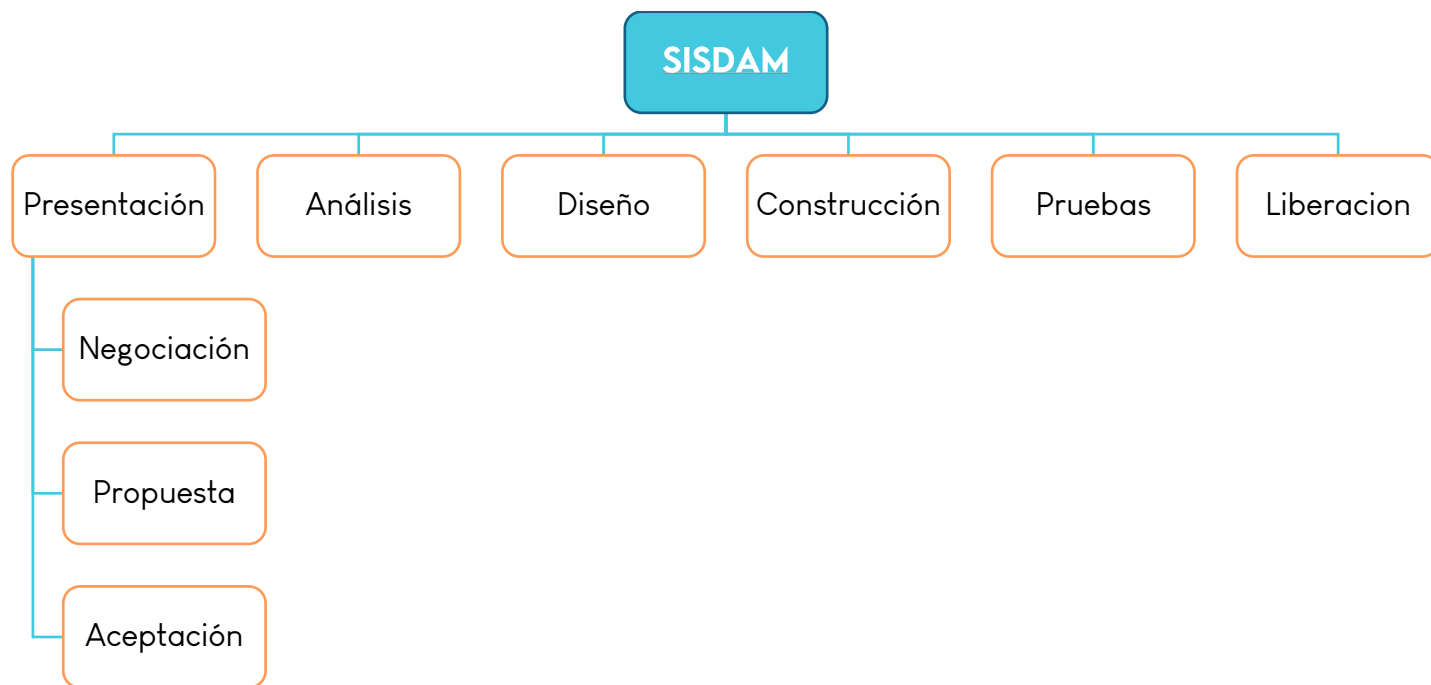 SISDAM
Presentación
Análisis
Diseño
Construcción
Pruebas
Liberacion
Negociación
Propuesta
Aceptación